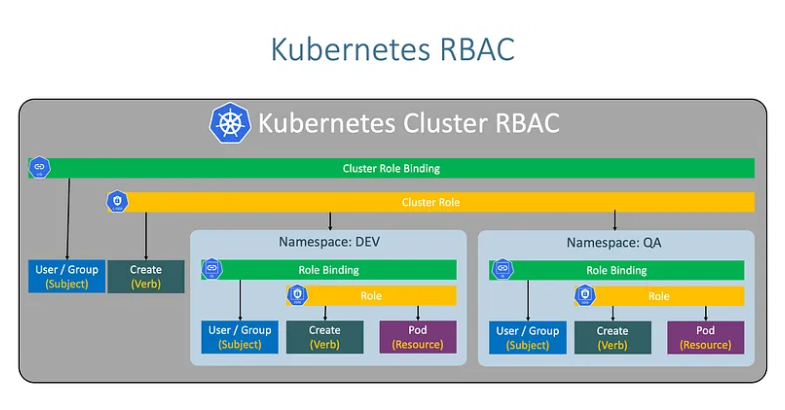 Kubernetes RBAC
Kubernetes Cluster RBAC
Cluster Role Binding
Cluster Role
User / Group
(Subject)
Create
(Verb)
Namespace: DEV
Role Binding
Role
User / Group
(Subject)
Create
(Verb)
Pod
(Resource)
Namespace: QA
Role Binding
Role
User / Group
(Subject)
Create
(Verb)
Pod
(Resource)